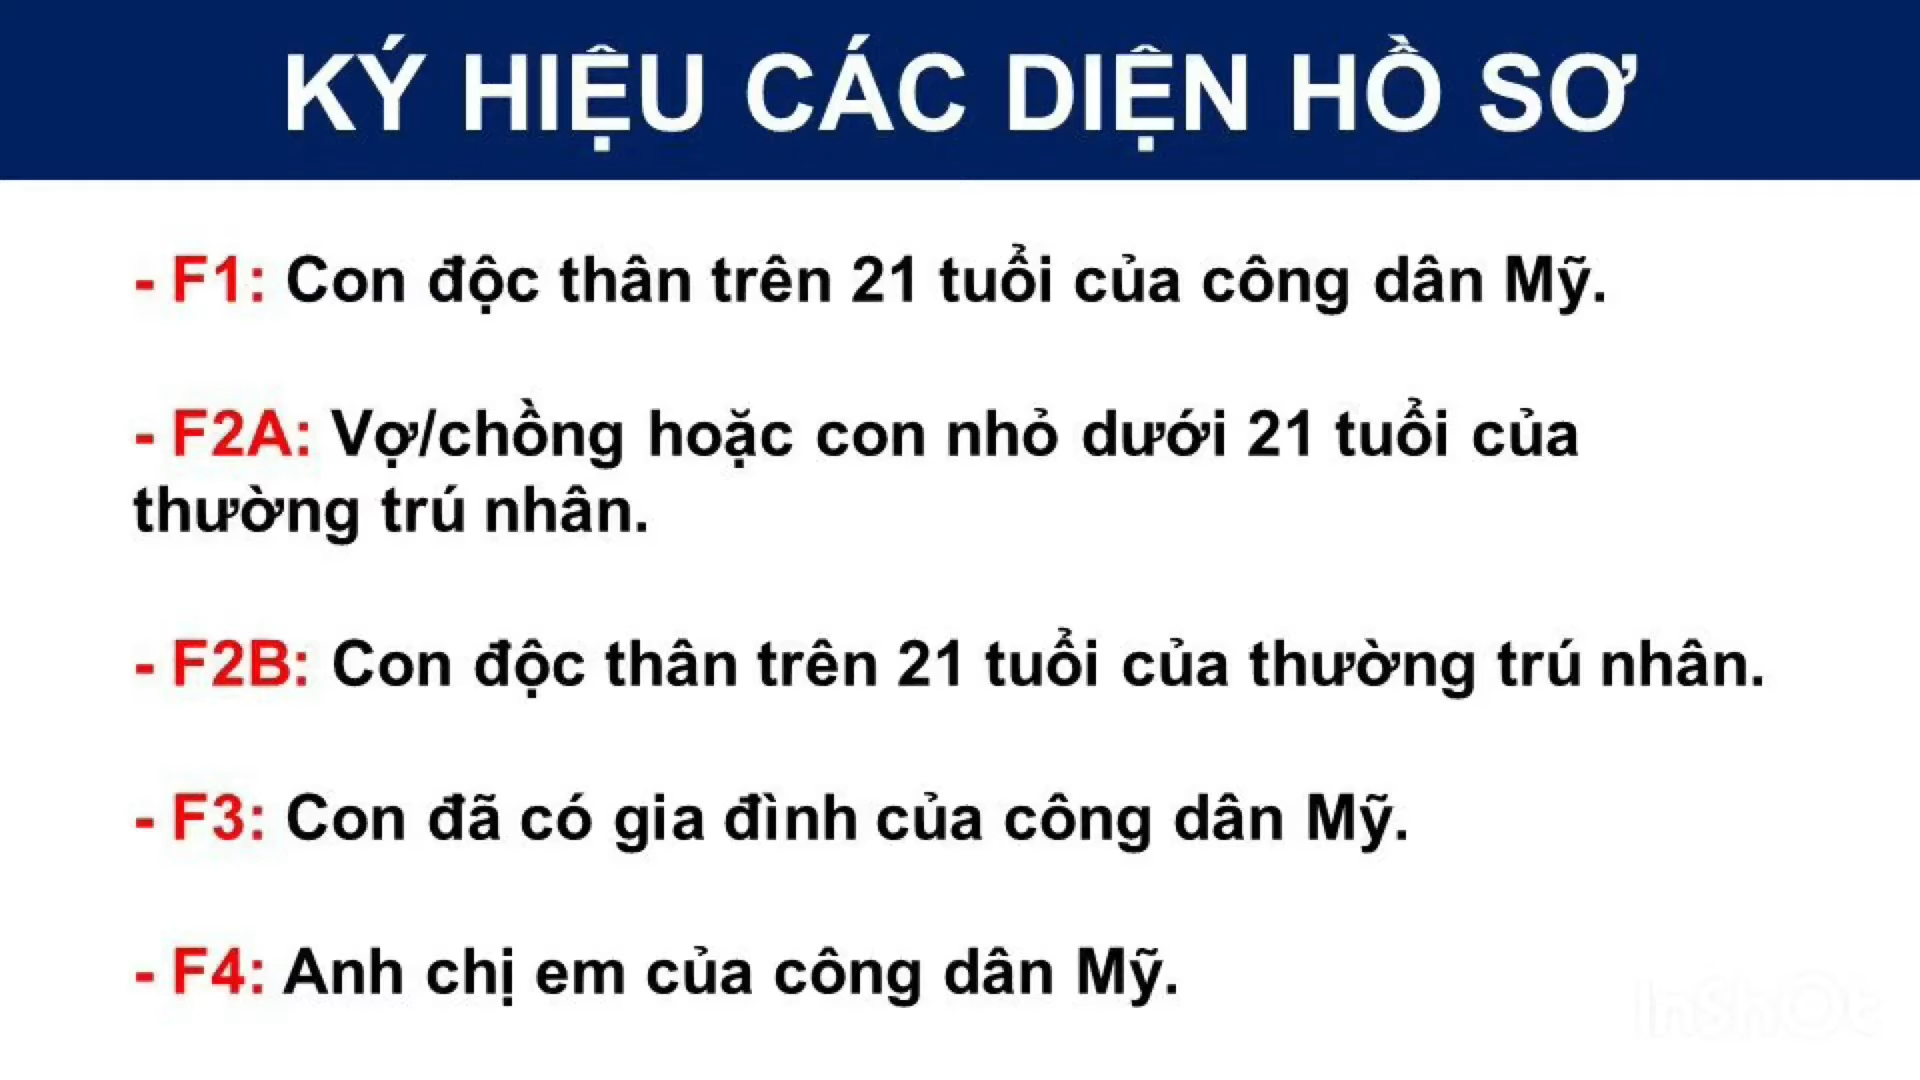 KÝ HIỆU CÁC DIỆN HỒ SƠ
- F1: Con độc thân trên 21 tuổi của công dân Mỹ.
- F2A: Vợ/chồng hoặc con nhỏ dưới 21 tuổi của
thường trú nhân.
- F2B: Con độc thân trên 21 tuổi của thường trú nhân.
- F3: Con đã có gia đình của công dân Mỹ.
- F4: Anh chị em của công dân Mỹ.
InShOt